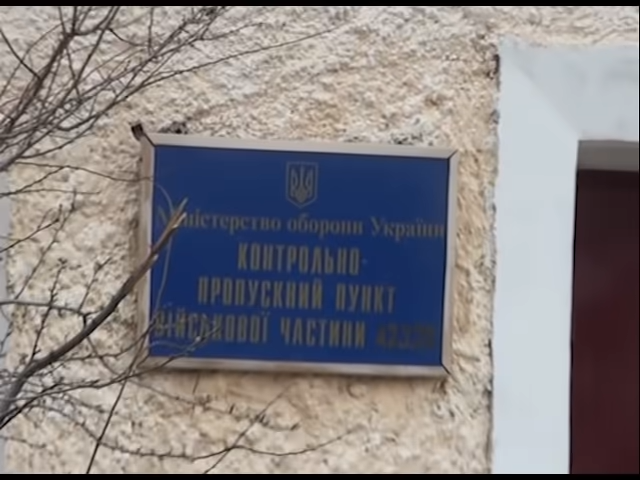 Міністерство оборони України
КОНТРОЛЬНО-
ПРОПУСКНИЙ ПУНКТ
ВІЙСЬКОВОЇ ЧАСТИНИ